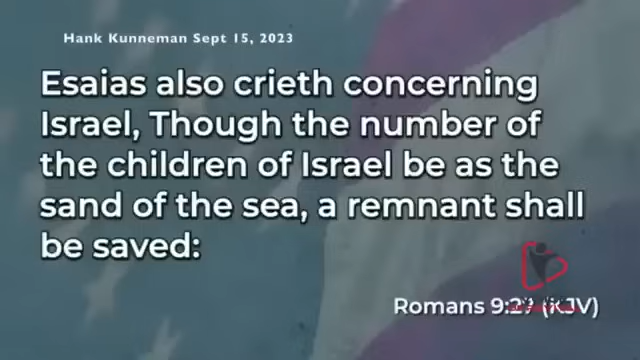 Hank Kunneman Sept 15, 2023
Esaias also crieth concerning
Israel, Though the number of
the children of Israel be as the
sand of the sea, a remnant shall
be saved:
Romans (KJV)